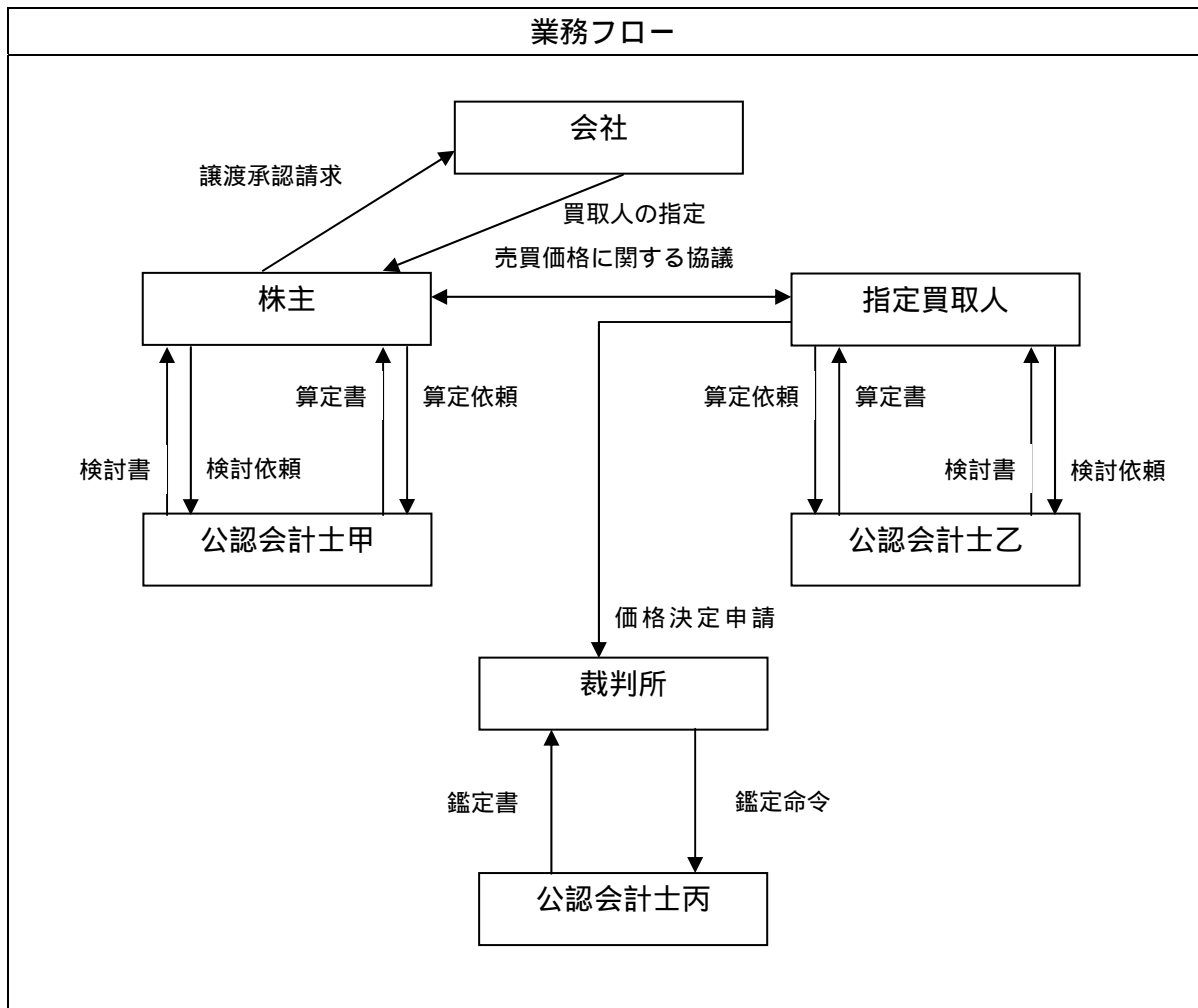 業務フロー
会社
譲渡承認請求
買取人の指定
売買価格に関する協議
株主
指定買取人
算定書
算定依頼
算定依頼
算定書
検討書
検討依頼
検討書
検討依頼
公認会計士甲
公認会計士乙
価格決定申請
裁判所
鑑定書
鑑定命令
公認会計士丙